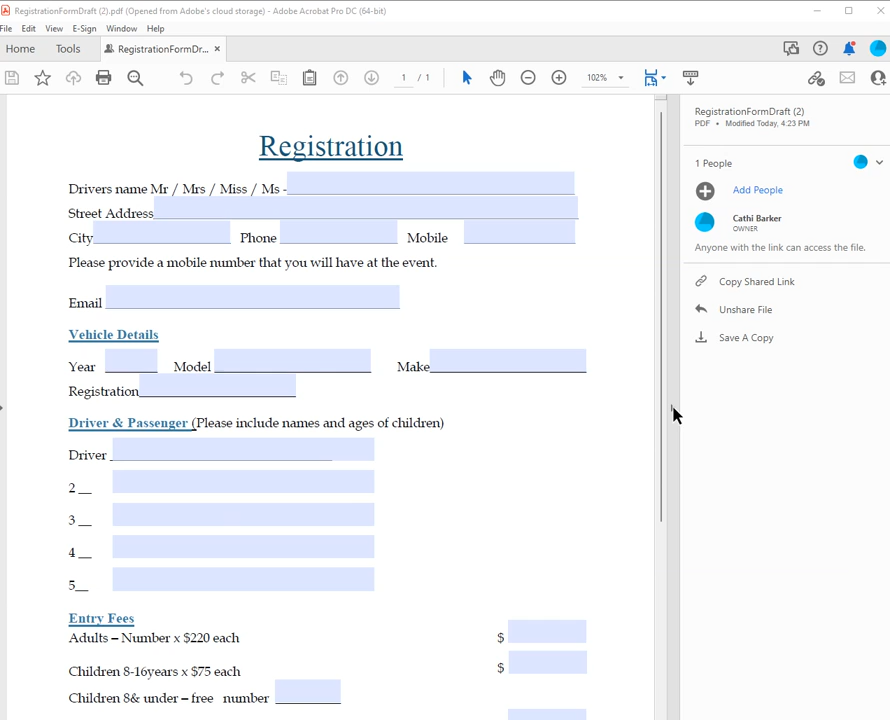 RegistrationFormDraft (2).pdf (Opened from Adobe's cloud storage) - Adobe Acrobat Pro DC (64-bit)
File Edit View E-Sign Window Help
Home Tools RegistrationFormDr... ×
1 / 1 102%
RegistrationFormDraft (2)
PDF • Modified Today, 4:23 PM
1 People
Add People
Cathi Barker
OWNER
Anyone with the link can access the file.
Copy Shared Link
Unshare File
Save A Copy
Registration
Drivers name Mr / Mrs / Miss / Ms -
Street Address
City Phone Mobile
Please provide a mobile number that you will have at the event.
Email
Vehicle Details
Year Model Make
Registration
Driver & Passenger (Please include names and ages of children)
Driver
2 __
3 __
4 __
5__
Entry Fees
Adults – Number x $220 each $
Children 8-16years x $75 each $
Children 8& under – free number